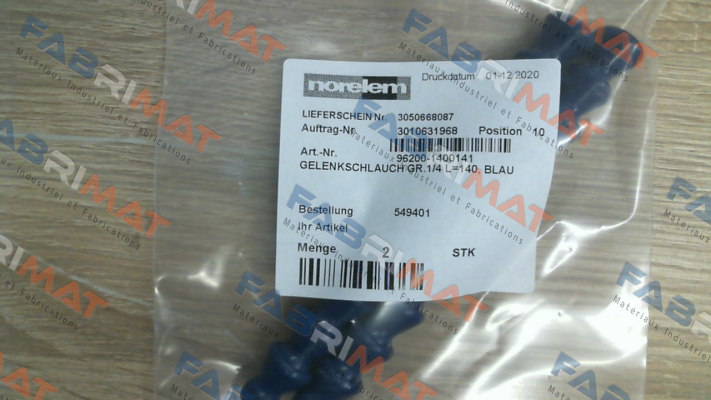 norelem
Druckdatum 01.12.2020
LIEFERSCHEIN Nr. 3050668087
Auftrag-Nr. 3010631968 Position 10
Art.-Nr. 96200-1400141
GELENKSCHLAUCH GR.1/4 L=140, BLAU
Bestellung 549401
Ihr Artikel
Menge 2 STK
FABRIMAT
Materiaux Industriel et Fabrications